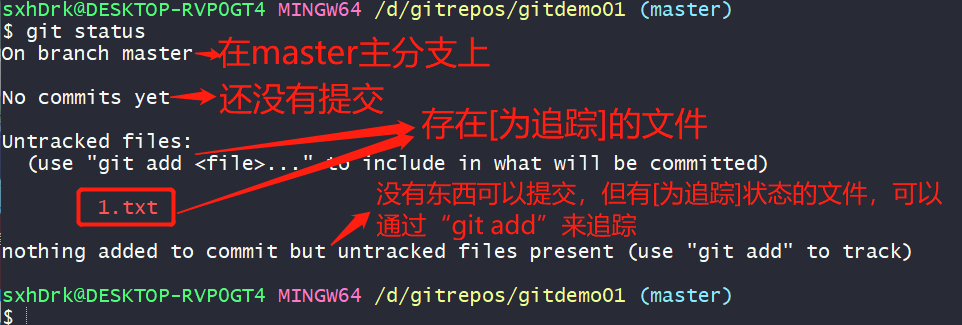 sxhDrk@DESKTOP-RVP0GT4 MINGW64 /d/gitrepos/gitdemo01 (master)
$ git status
On branch master 在master主分支上
No commits yet 还没有提交
Untracked files: 存在[为追踪]的文件
(use "git add <file>..." to include in what will be committed)
1.txt
没有东西可以提交，但有[为追踪]状态的文件，可以
通过“git add”来追踪
nothing added to commit but untracked files present (use "git add" to track)
sxhDrk@DESKTOP-RVP0GT4 MINGW64 /d/gitrepos/gitdemo01 (master)
$